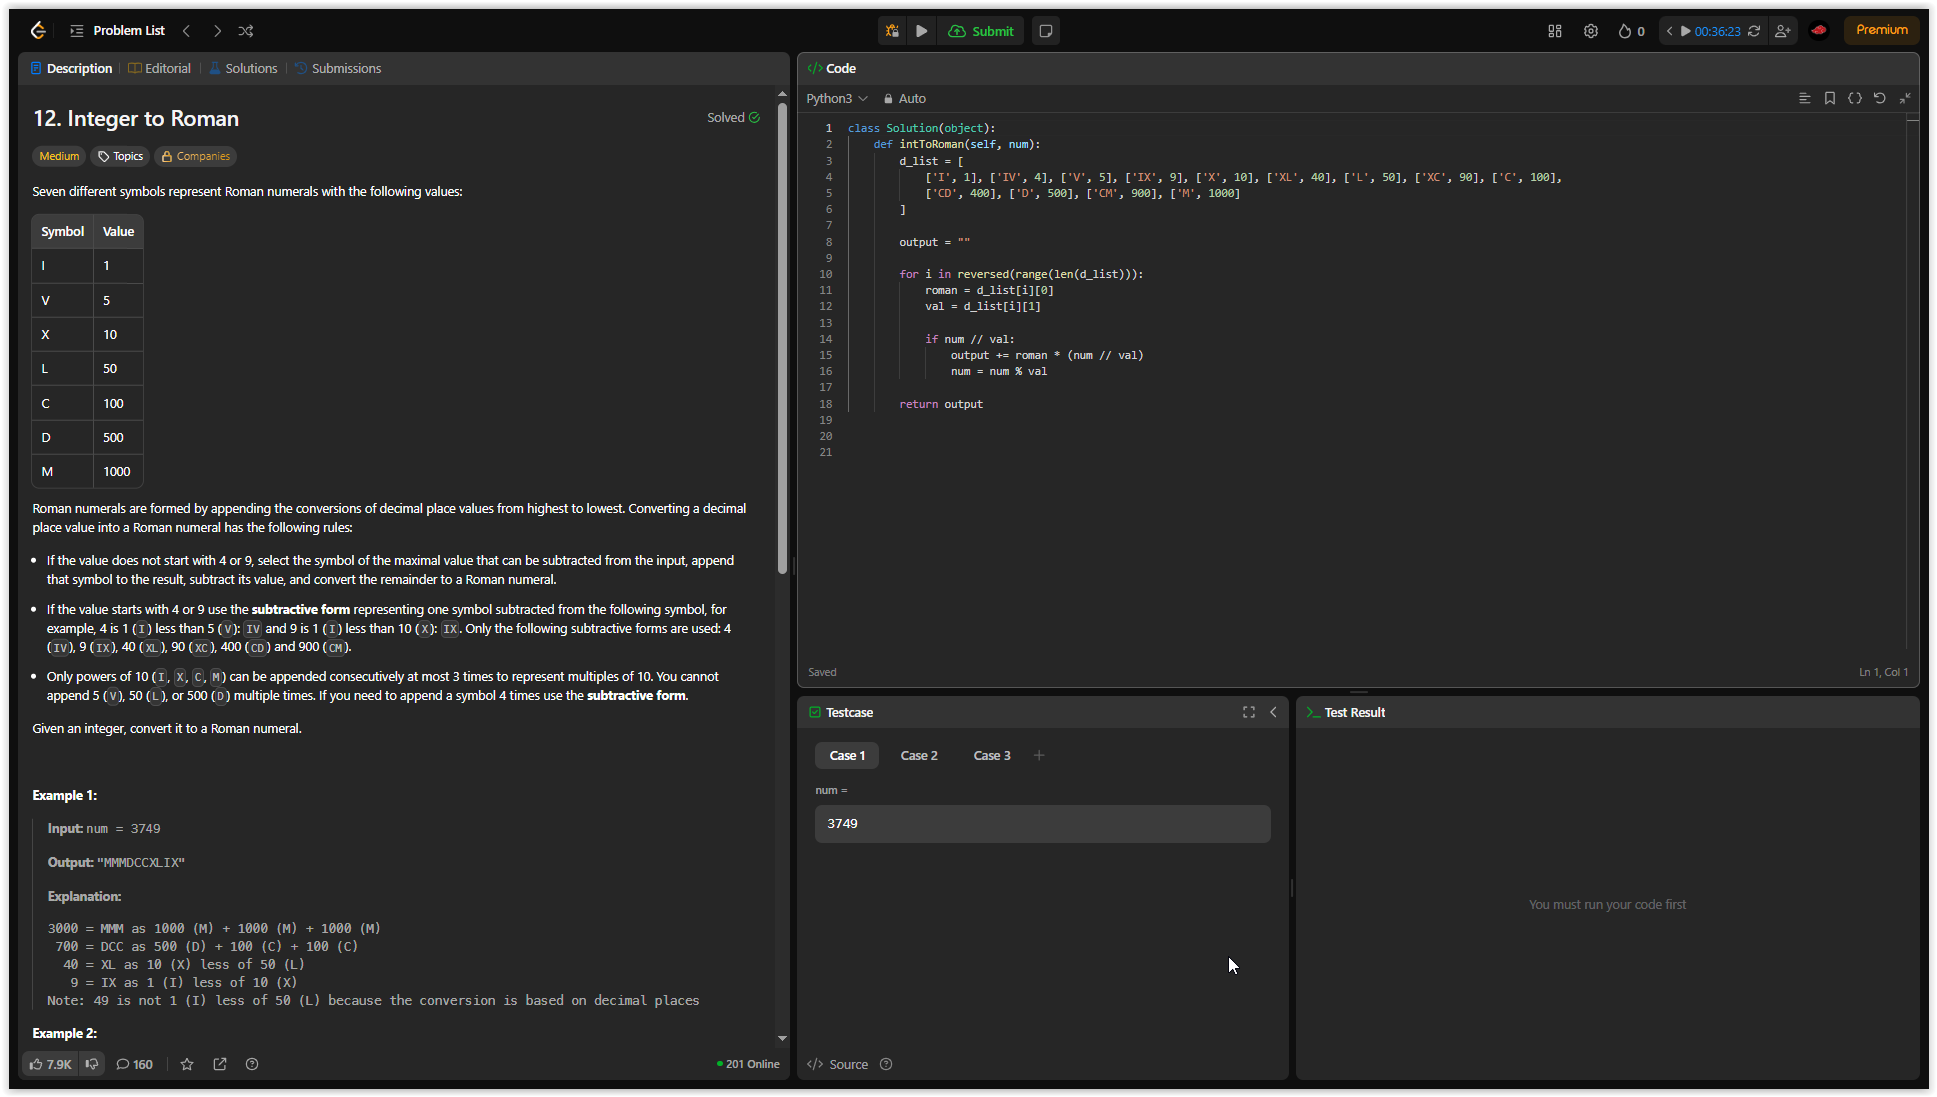 Problem List
Submit
0
00:36:23
Premium
Description
Editorial
Solutions
Submissions
12. Integer to Roman
Solved
Medium
Topics
Companies
Seven different symbols represent Roman numerals with the following values:
Symbol Value
I 1
V 5
X 10
L 50
C 100
D 500
M 1000
Roman numerals are formed by appending the conversions of decimal place values from highest to lowest. Converting a decimal
place value into a Roman numeral has the following rules:
• If the value does not start with 4 or 9, select the symbol of the maximal value that can be subtracted from the input, append
that symbol to the result, subtract its value, and convert the remainder to a Roman numeral.
• If the value starts with 4 or 9 use the subtractive form representing one symbol subtracted from the following symbol, for
example, 4 is 1 (I) less than 5 (V): IV and 9 is 1 (I) less than 10 (X): IX. Only the following subtractive forms are used: 4
(IV), 9 (IX), 40 (XL), 90 (XC), 400 (CD) and 900 (CM).
• Only powers of 10 (I, X, C, M) can be appended consecutively at most 3 times to represent multiples of 10. You cannot
append 5 (V), 50 (L), or 500 (D) multiple times. If you need to append a symbol 4 times use the subtractive form.
Given an integer, convert it to a Roman numeral.
Example 1:
Input: num = 3749
Output: "MMMDCCXLIX"
Explanation:
3000 = MMM as 1000 (M) + 1000 (M) + 1000 (M)
700 = DCC as 500 (D) + 100 (C) + 100 (C)
40 = XL as 10 (X) less of 50 (L)
9 = IX as 1 (I) less of 10 (X)
Note: 49 is not 1 (I) less of 50 (L) because the conversion is based on decimal places
Example 2:
7.9K
160
201 Online
</> Code
Python3
Auto
1 class Solution(object):
2     def intToRoman(self, num):
3         d_list = [
4             ['I', 1], ['IV', 4], ['V', 5], ['IX', 9], ['X', 10], ['XL', 40], ['L', 50], ['XC', 90], ['C', 100],
5             ['CD', 400], ['D', 500], ['CM', 900], ['M', 1000]
6         ]
7
8         output = ""
9
10         for i in reversed(range(len(d_list))):
11             roman = d_list[i][0]
12             val = d_list[i][1]
13
14             if num // val:
15                 output += roman * (num // val)
16                 num = num % val
17
18         return output
19
20
21
Saved
Ln 1, Col 1
Testcase
Case 1
Case 2
Case 3
+
num =
3749
</> Source
>_ Test Result
You must run your code first